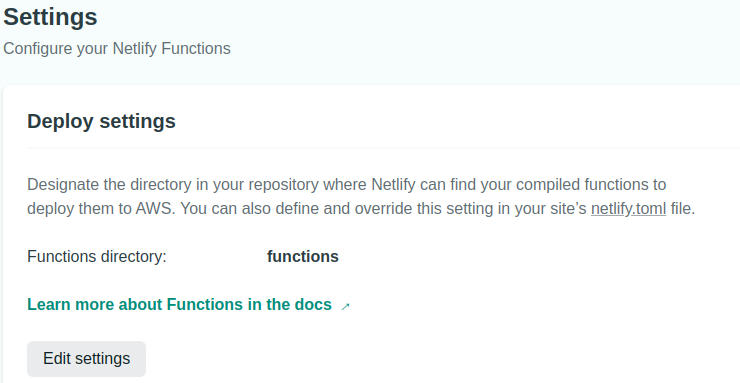 Settings
Configure your Netlify Functions
Deploy settings
Designate the directory in your repository where Netlify can find your compiled functions to
deploy them to AWS. You can also define and override this setting in your site’s netlify.toml file.
Functions directory: functions
Learn more about Functions in the docs ↗
Edit settings